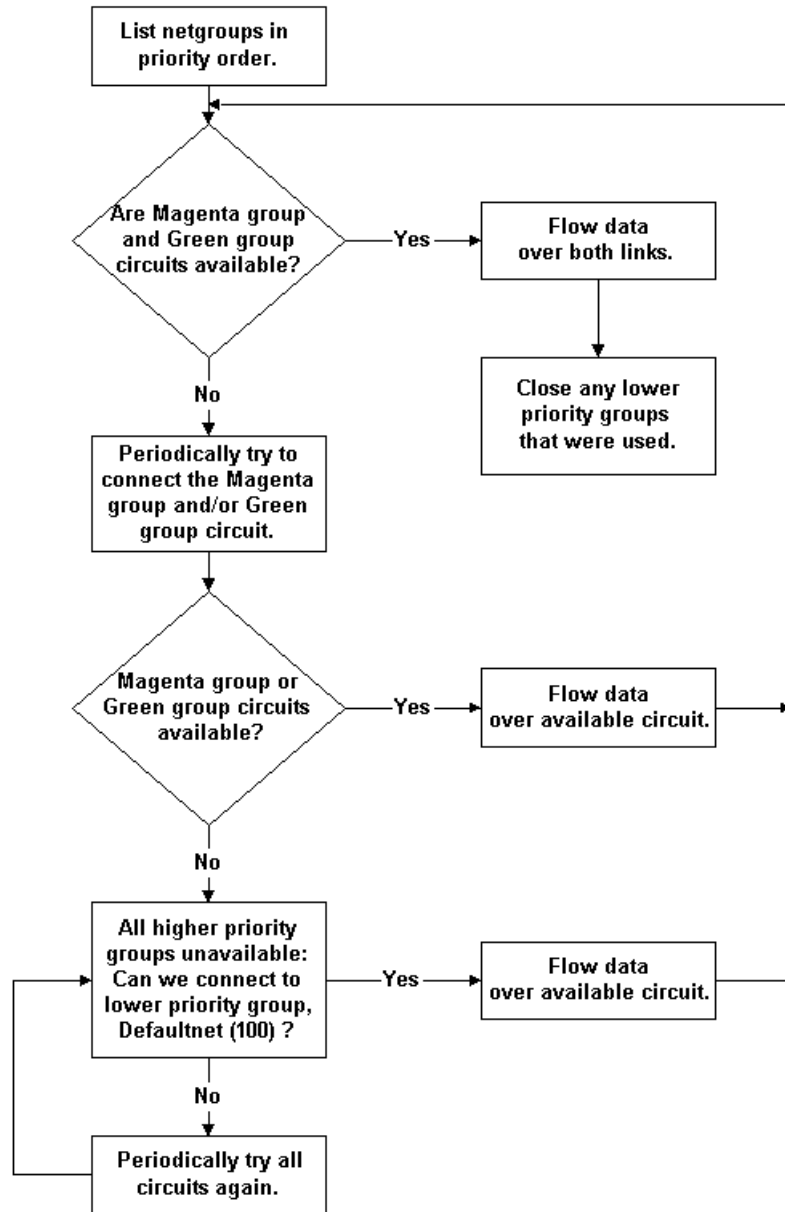 List netgroups in
priority order.
Are Magenta group
and Green group
circuits available?
Yes
Flow data
over both links.
Close any lower
priority groups
that were used.
No
Periodically try to
connect the Magenta
group and/or Green
group circuit.
Magenta group or
Green group circuits
available?
Yes
Flow data
over available circuit.
No
All higher priority
groups unavailable:
Can we connect to
lower priority group,
Defaultnet (100) ?
Yes
Flow data
over available circuit.
No
Periodically try all
circuits again.